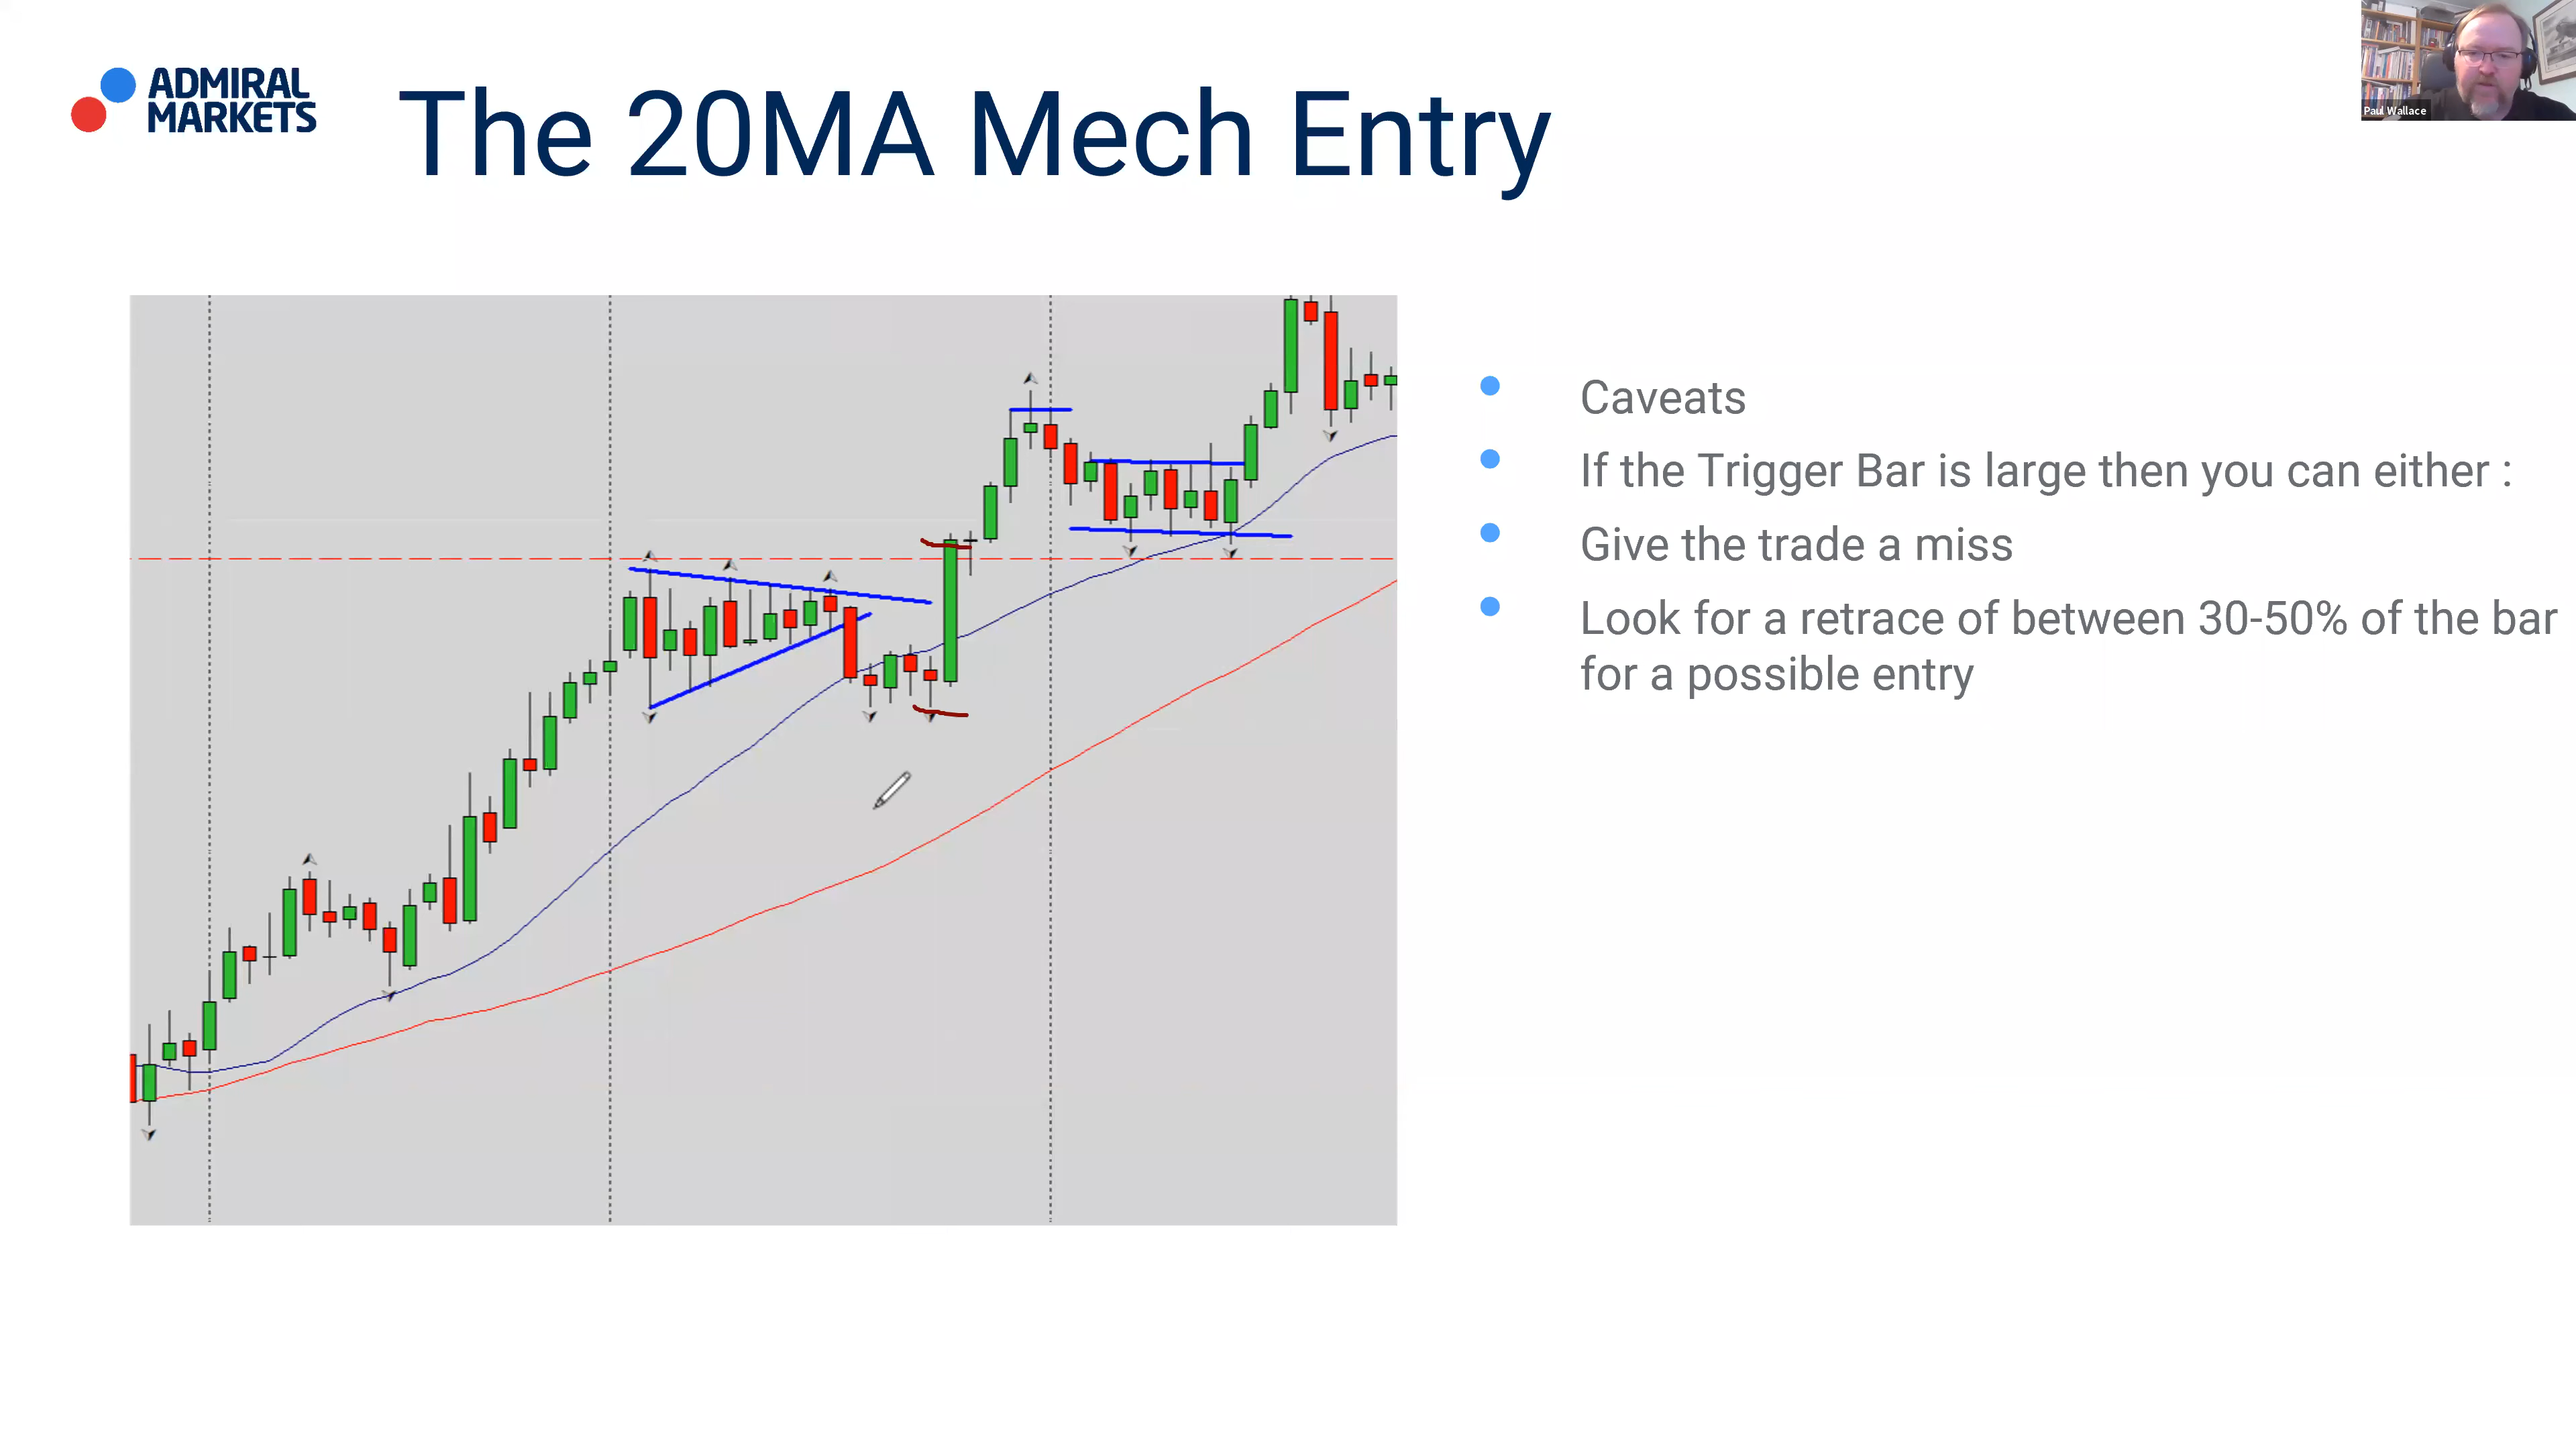 ADMIRAL
MARKETS
The 20MA Mech Entry
Paul Wallace
Caveats
If the Trigger Bar is large then you can either :
Give the trade a miss
Look for a retrace of between 30-50% of the bar
for a possible entry